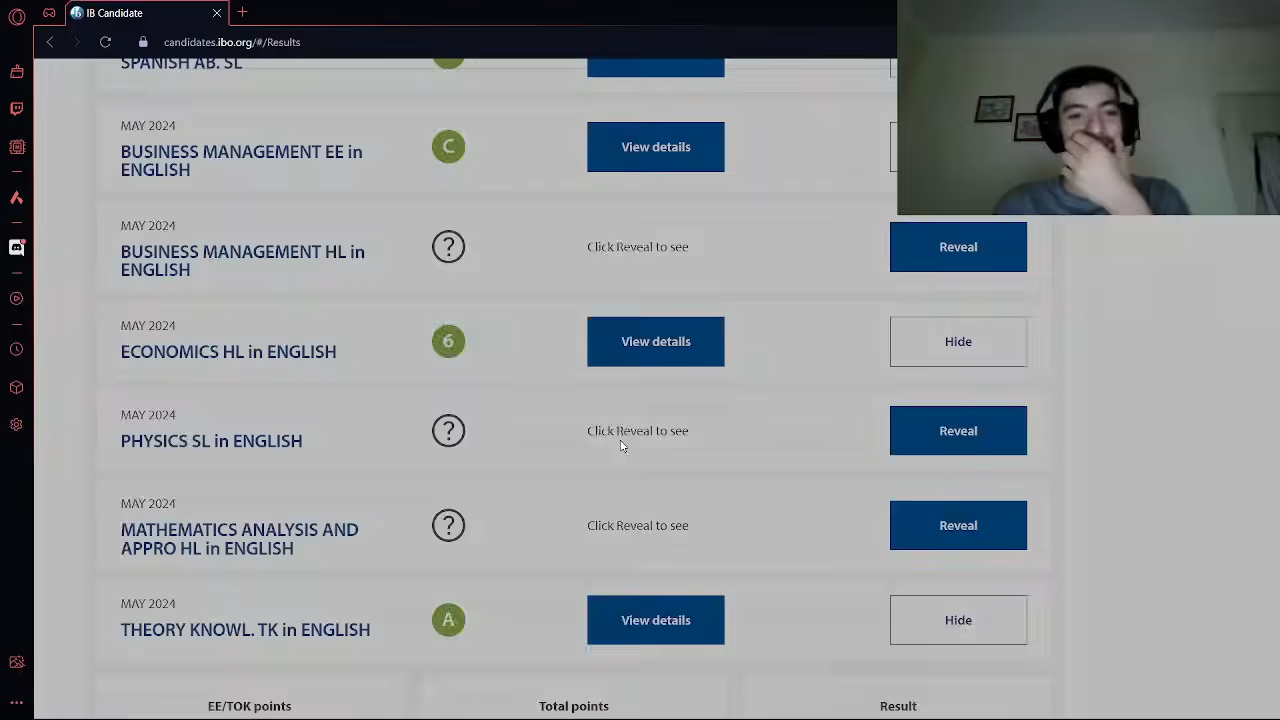 IB Candidate
candidates.ibo.org/#/Results
SPANISH AB. SL
MAY 2024
BUSINESS MANAGEMENT EE in
ENGLISH
C
View details
MAY 2024
BUSINESS MANAGEMENT HL in
ENGLISH
?
Click Reveal to see
Reveal
MAY 2024
ECONOMICS HL in ENGLISH
6
View details
Hide
MAY 2024
PHYSICS SL in ENGLISH
?
Click Reveal to see
Reveal
MAY 2024
MATHEMATICS ANALYSIS AND
APPRO HL in ENGLISH
?
Click Reveal to see
Reveal
MAY 2024
THEORY KNOWL. TK in ENGLISH
A
View details
Hide
EE/TOK points
Total points
Result